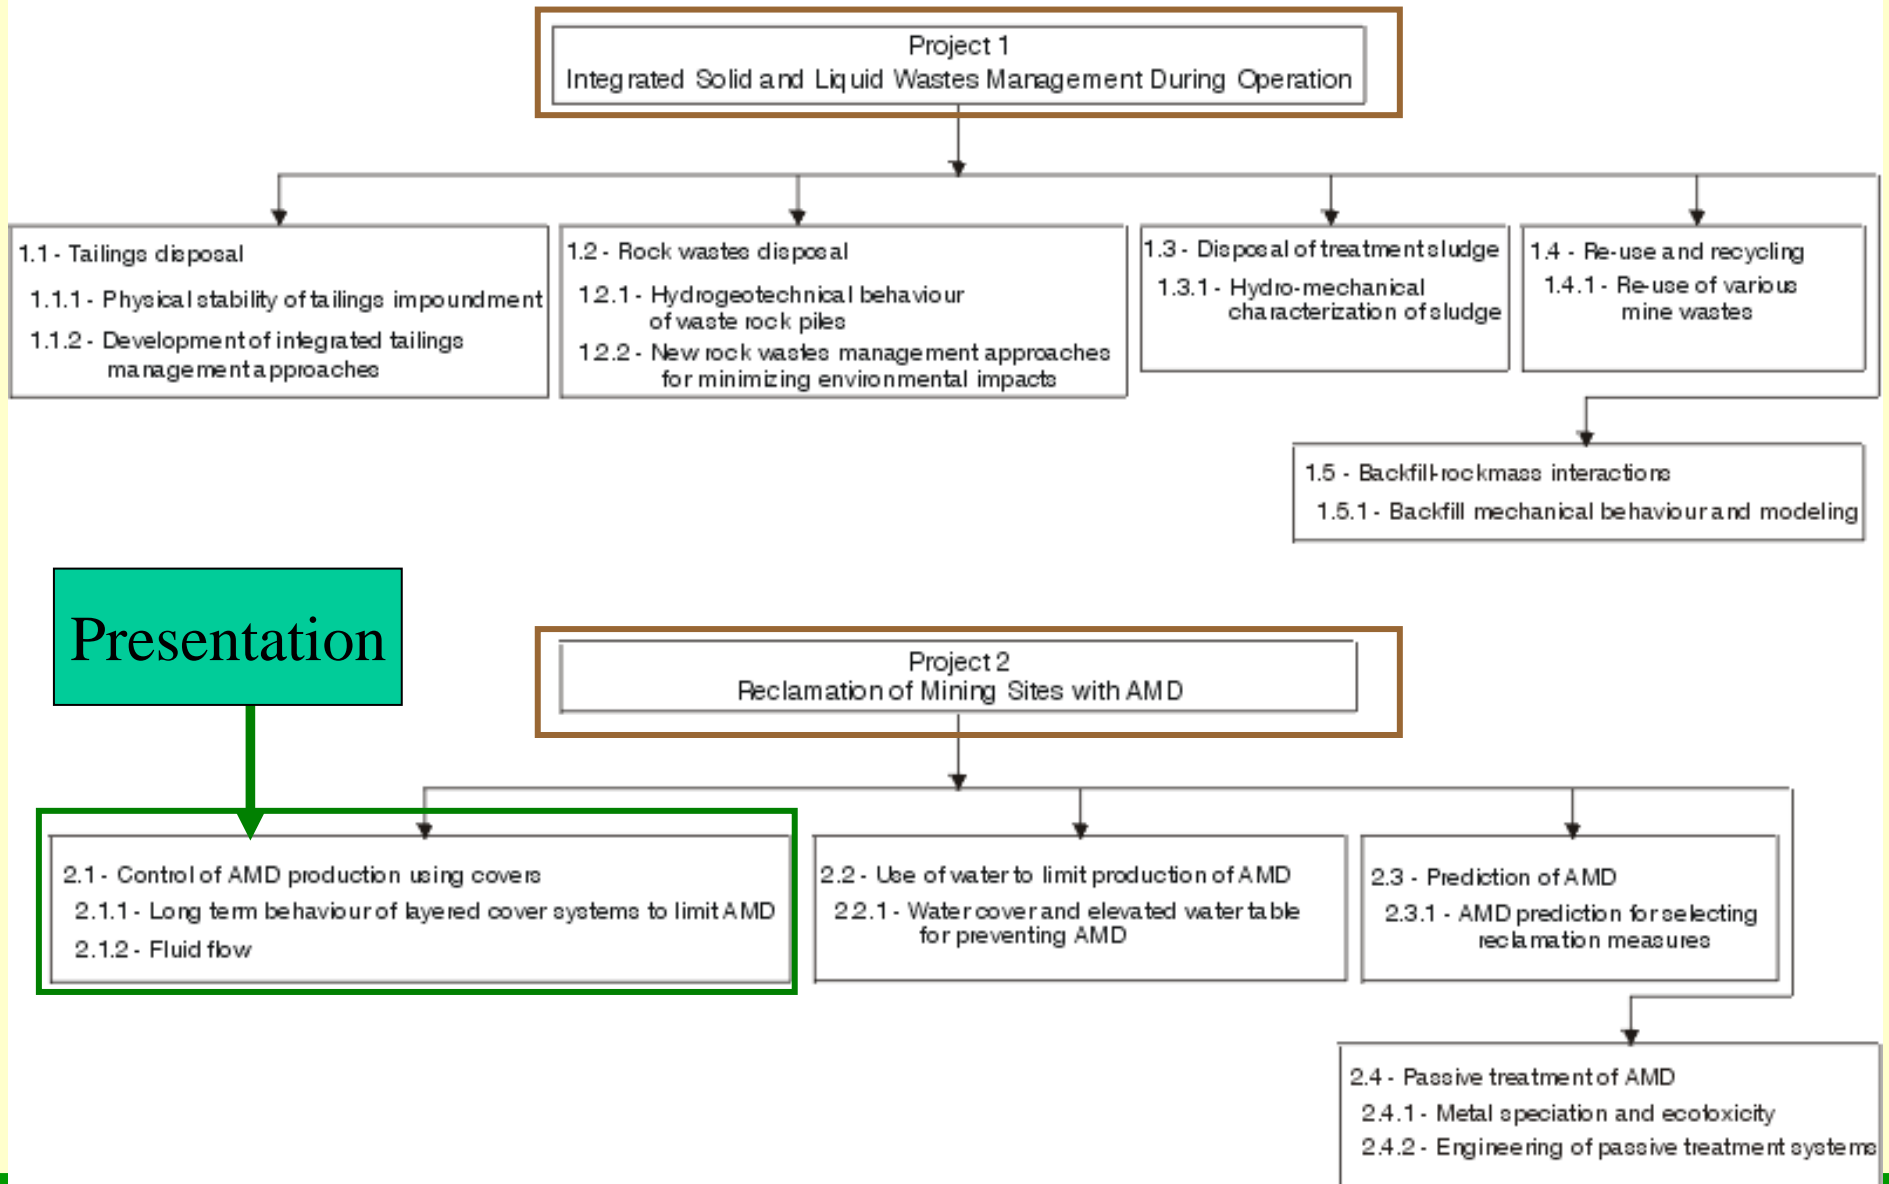 Project 1
Integrated Solid and Liquid Wastes Management During Operation
1.1 - Tailings disposal
1.1.1 - Physical stability of tailings impoundment
1.1.2 - Development of integrated tailings
management approaches
1.2 - Rock wastes disposal
1.2.1 - Hydrogeotechnical behaviour
of waste rock piles
1.2.2 - New rock wastes management approaches
for minimizing environmental impacts
1.3 - Disposal of treatment sludge
1.3.1 - Hydro-mechanical
characterization of sludge
1.4 - Re-use and recycling
1.4.1 - Re-use of various
mine wastes
1.5 - Backfill-rockmass interactions
1.5.1 - Backfill mechanical behaviour and modeling
Presentation
Project 2
Reclamation of Mining Sites with AMD
2.1 - Control of AMD production using covers
2.1.1 - Long term behaviour of layered cover systems to limit AMD
2.1.2 - Fluid flow
2.2 - Use of water to limit production of AMD
2.2.1 - Water cover and elevated water table
for preventing AMD
2.3 - Prediction of AMD
2.3.1 - AMD prediction for selecting
reclamation measures
2.4 - Passive treatment of AMD
2.4.1 - Metal speciation and ecotoxicity
2.4.2 - Engineering of passive treatment systems